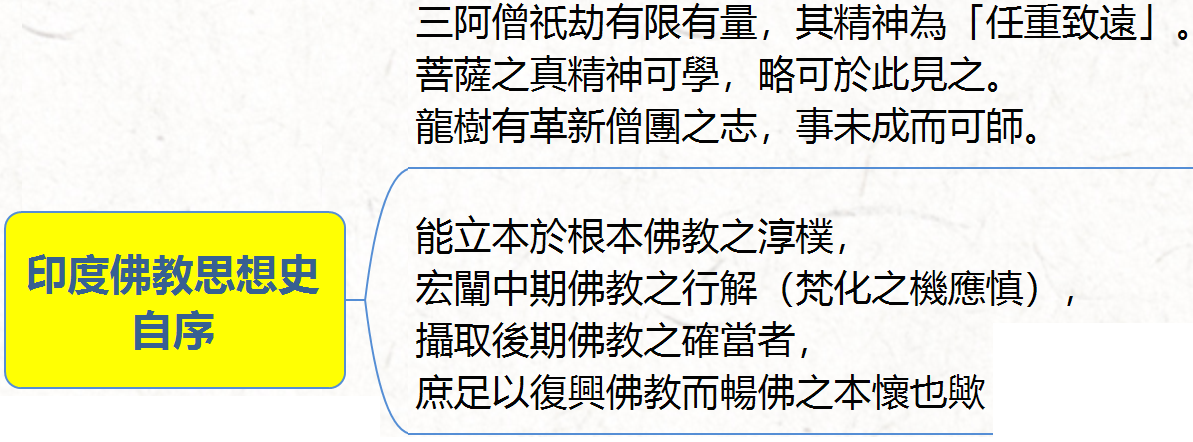 三阿僧祇劫有限有量，其精神為「任重致遠」。
菩薩之真精神可學，略可於此見之。
龍樹有革新僧團之志，事未成而可師。
印度佛教思想史
自序
能立本於根本佛教之淳樸，
宏闡中期佛教之行解（梵化之機應慎），
攝取後期佛教之確當者，
庶足以復興佛教而暢佛之本懷也歟